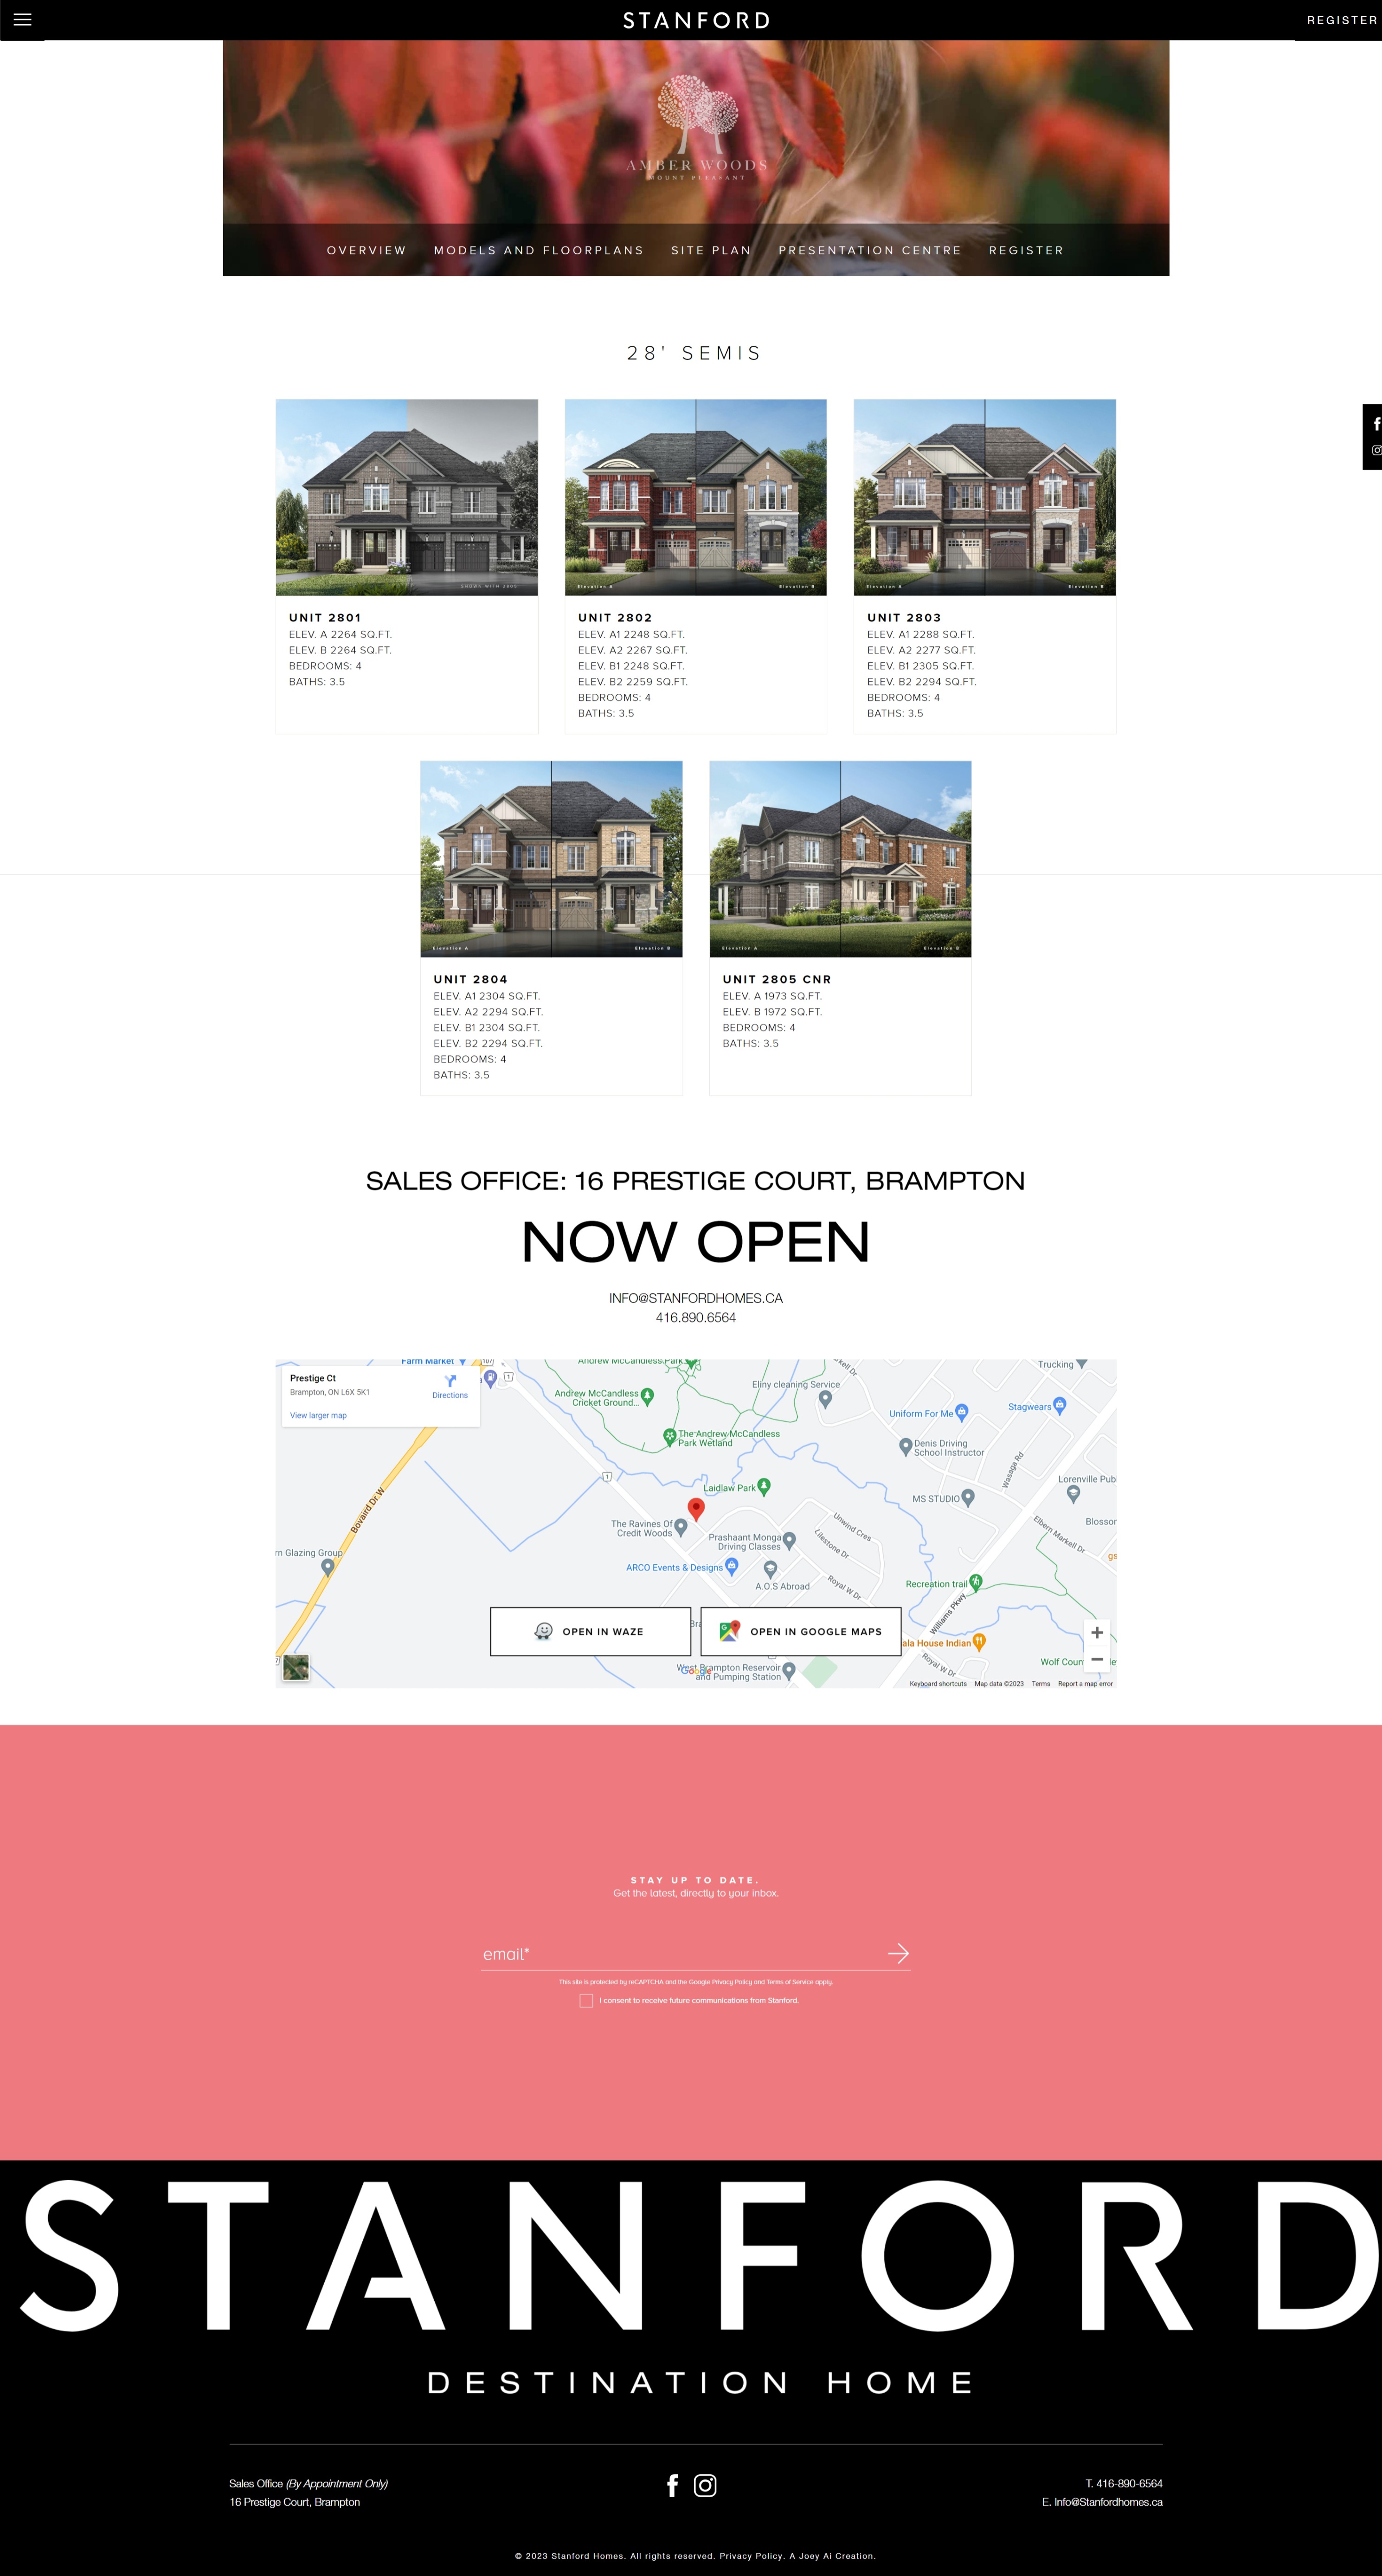 STANFORD
REGISTER
AMBER WOODS
MOUNT PLEASANT
OVERVIEW MODELS AND FLOORPLANS SITE PLAN PRESENTATION CENTRE REGISTER
28' SEMIS
SHOWN WITH 2805
Elevation A
Elevation B
Elevation A
Elevation B
UNIT 2801
ELEV. A 2264 SQ.FT.
ELEV. B 2264 SQ.FT.
BEDROOMS: 4
BATHS: 3.5
UNIT 2802
ELEV. A1 2248 SQ.FT.
ELEV. A2 2267 SQ.FT.
ELEV. B1 2248 SQ.FT.
ELEV. B2 2259 SQ.FT.
BEDROOMS: 4
BATHS: 3.5
UNIT 2803
ELEV. A1 2288 SQ.FT.
ELEV. A2 2277 SQ.FT.
ELEV. B1 2305 SQ.FT.
ELEV. B2 2294 SQ.FT.
BEDROOMS: 4
BATHS: 3.5
Elevation A
Elevation B
Elevation A
Elevation B
UNIT 2804
ELEV. A1 2304 SQ.FT.
ELEV. A2 2294 SQ.FT.
ELEV. B1 2304 SQ.FT.
ELEV. B2 2294 SQ.FT.
BEDROOMS: 4
BATHS: 3.5
UNIT 2805 CNR
ELEV. A 1973 SQ.FT.
ELEV. B 1972 SQ.FT.
BEDROOMS: 4
BATHS: 3.5
SALES OFFICE: 16 PRESTIGE COURT, BRAMPTON
NOW OPEN
INFO@STANFORDHOMES.CA
416.890.6564
Prestige Ct
Brampton, ON L6X 5K1
Directions
View larger map
Farm Market
107
1
Andrew McCandless Park
Andrew McCandless
Cricket Ground...
Eliny cleaning Service
Trucking
Uniform For Me
Stagwears
The Andrew McCandless
Park Wetland
Denis Driving
School Instructor
Wasaga Rd
Lorenville Pub
1
Laidlaw Park
MS STUDIO
Bovaird Dr W
The Ravines Of
Credit Woods
Prashaant Monga
Driving Classes
Unwind Cres
Lilestone Dr
Elbern Markell Dr
Blossor
rn Glazing Group
ARCO Events & Designs
A.O.S Abroad
Royal W Dr
Recreation trail
Williams Pkwy
gs
Bra
OPEN IN WAZE
OPEN IN GOOGLE MAPS
ala House Indian
Royal W Dr
Wolf Coun
West Brampton Reservoir
and Pumping Station
Google
Keyboard shortcuts Map data ©2023 Terms Report a map error
STAY UP TO DATE.
Get the latest, directly to your inbox.
email*
This site is protected by reCAPTCHA and the Google Privacy Policy and Terms of Service apply.
I consent to receive future communications from Stanford.
STANFORD
DESTINATION HOME
Sales Office (By Appointment Only)
16 Prestige Court, Brampton
T. 416-890-6564
E. Info@Stanfordhomes.ca
© 2023 Stanford Homes. All rights reserved. Privacy Policy. A Joey Ai Creation.